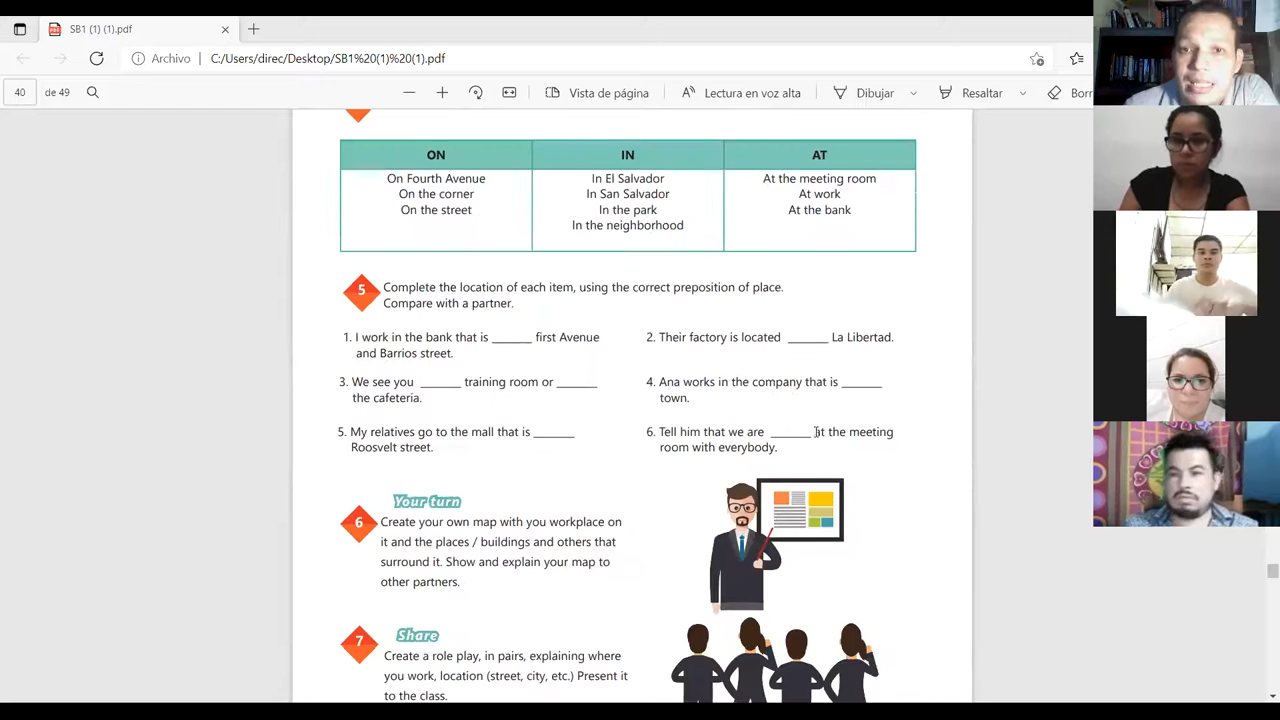 SB1 (1) (1).pdf
Archivo C:/Users/direc/Desktop/SB1%20(1)%20(1).pdf
40 de 49 Vista de página Lectura en voz alta Dibujar Resaltar Borr
ON IN AT
On Fourth Avenue In El Salvador At the meeting room
On the corner In San Salvador At work
On the street In the park At the bank
In the neighborhood
5 Complete the location of each item, using the correct preposition of place.
Compare with a partner.
1. I work in the bank that is _______ first Avenue
and Barrios street.
2. Their factory is located _______ La Libertad.
3. We see you _______ training room or _______
the cafeteria.
4. Ana works in the company that is _______
town.
5. My relatives go to the mall that is _______
Roosvelt street.
6. Tell him that we are _______ at the meeting
room with everybody.
Your turn
6 Create your own map with you workplace on
it and the places / buildings and others that
surround it. Show and explain your map to
other partners.
Share
7 Create a role play, in pairs, explaining where
you work, location (street, city, etc.) Present it
to the class.